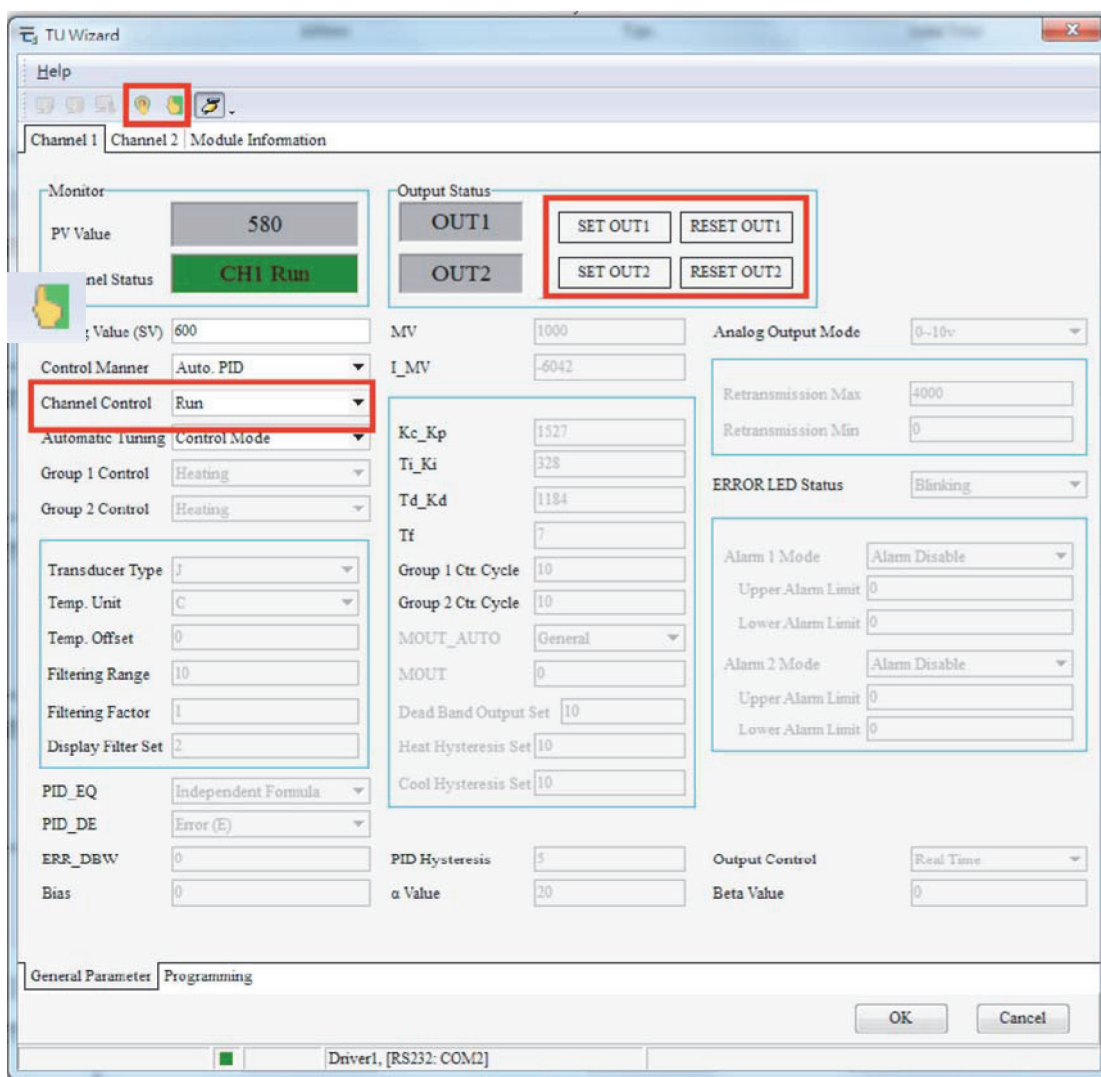 TU Wizard
Help
Channel 1 Channel 2 Module Information
Monitor
PV Value 580
nel Status CH1 Run
Output Status
OUT1 SET OUT1 RESET OUT1
OUT2 SET OUT2 RESET OUT2
Value (SV) 600 MV 1000 Analog Output Mode 0~10v
Control Manner Auto. PID I_MV -6042
Channel Control Run Retransmission Max 4000
Automatic Tuning Control Mode Kc_Kp 1527 Retransmission Min 0
Group 1 Control Heating Ti_Ki 328 ERROR LED Status Blinking
Group 2 Control Heating Td_Kd 1184
Tf 7
Transducer Type J Group 1 Ctr. Cycle 10 Alarm 1 Mode Alarm Disable
Temp. Unit C Group 2 Ctr. Cycle 10 Upper Alarm Limit 0
Temp. Offset 0 MOUT_AUTO General Lower Alarm Limit 0
Filtering Range 10 MOUT 0 Alarm 2 Mode Alarm Disable
Filtering Factor 1 Dead Band Output Set 10 Upper Alarm Limit 0
Display Filter Set 2 Heat Hysteresis Set 10 Lower Alarm Limit 0
PID_EQ Independent Formula Cool Hysteresis Set 10
PID_DE Error (E)
ERR_DBW 0 PID Hysteresis 5 Output Control Real Time
Bias 0 α Value 20 Beta Value 0
General Parameter Programming
OK Cancel
Driver1, [RS232: COM2]